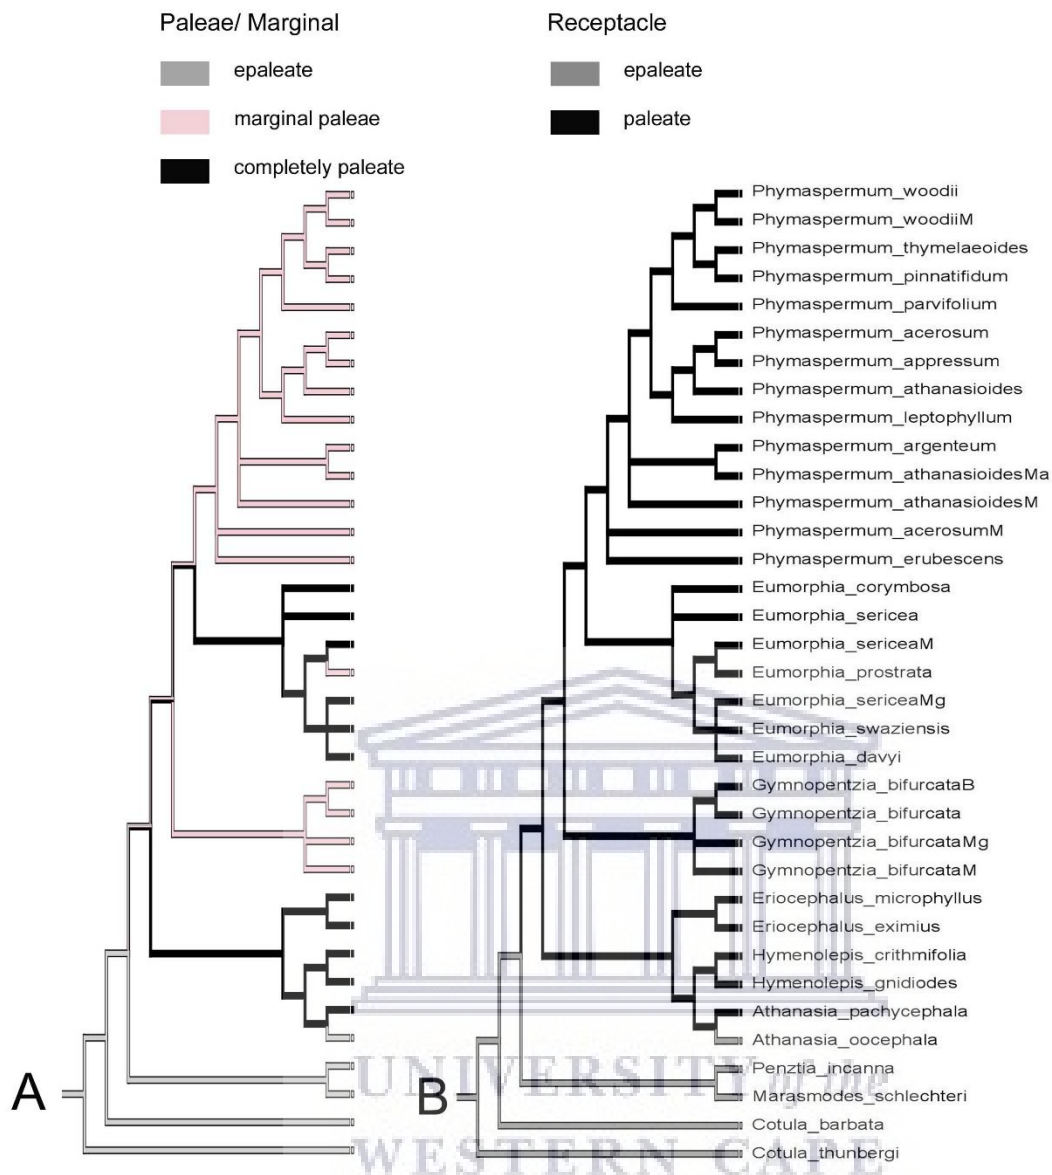 Paleae/ Marginal
epaleate
marginal paleae
completely paleate
Receptacle
epaleate
paleate
Phymaspermum_woodii
Phymaspermum_woodiiM
Phymaspermum_thymelaeoides
Phymaspermum_pinnatifidum
Phymaspermum_parvifolium
Phymaspermum_acerosum
Phymaspermum_appressum
Phymaspermum_athanasioides
Phymaspermum_leptophyllum
Phymaspermum_argenteum
Phymaspermum_athanasioidesMa
Phymaspermum_athanasioidesM
Phymaspermum_acerosumM
Phymaspermum_erubescens
Eumorphia_corymbosa
Eumorphia_sericea
Eumorphia_sericeaM
Eumorphia_prostrata
Eumorphia_sericeaMg
Eumorphia_swaziensis
Eumorphia_davyi
Gymnopentzia_bifurcataB
Gymnopentzia_bifurcata
Gymnopentzia_bifurcataMg
Gymnopentzia_bifurcataM
Eriocephalus_microphyllus
Eriocephalus_eximius
Hymenolepis_crithmifolia
Hymenolepis_gnidiodes
Athanasia_pachycephala
Athanasia_oocephala
Penztia_incanna
Marasmodes_schlechteri
Cotula_barbata
Cotula_thunbergi
A
B
UNIVERSITY of the
WESTERN CAPE